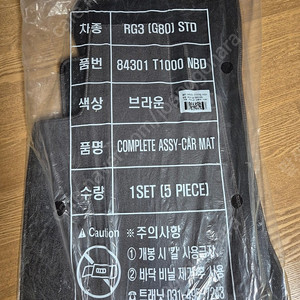 차종 RG3 (G80) STD
품번 84301 T1000 NBD
색상 브라운
품명 COMPLETE ASSY-CAR MAT
수량 1SET (5 PIECE)
⚠ Caution ※ 주의사항
① 개봉 시 '칼' 사용금지
② 바닥 비닐 제거 후 사용